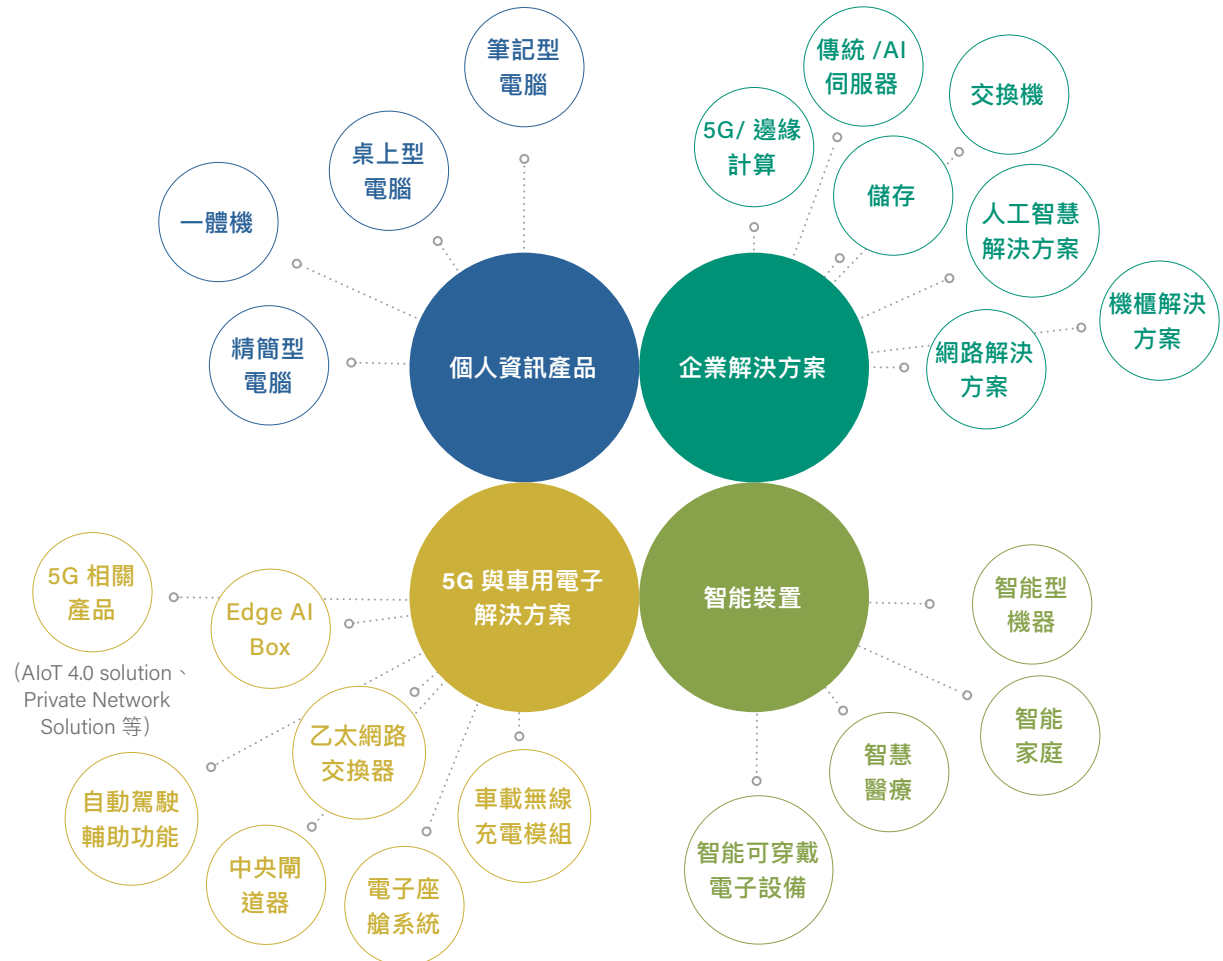 筆記型
電腦
桌上型
電腦
一體機
精簡型
電腦
個人資訊產品
傳統 /AI
伺服器
5G/ 邊緣
計算
交換機
儲存
人工智慧
解決方案
機櫃解決
方案
網路解決
方案
企業解決方案
5G 相關
產品
(AIoT 4.0 solution、
Private Network
Solution 等)
Edge AI
Box
5G 與車用電子
解決方案
乙太網路
交換器
自動駕駛
輔助功能
中央閘
道器
電子座
艙系統
車載無線
充電模組
智能裝置
智能型
機器
智能
家庭
智慧
醫療
智能可穿戴
電子設備